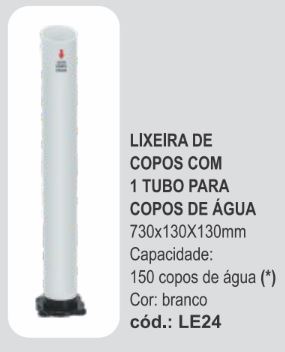 LIXEIRA DE
COPOS COM
1 TUBO PARA
COPOS DE ÁGUA
730x130X130mm
Capacidade:
150 copos de água (*)
Cor: branco
cód.: LE24